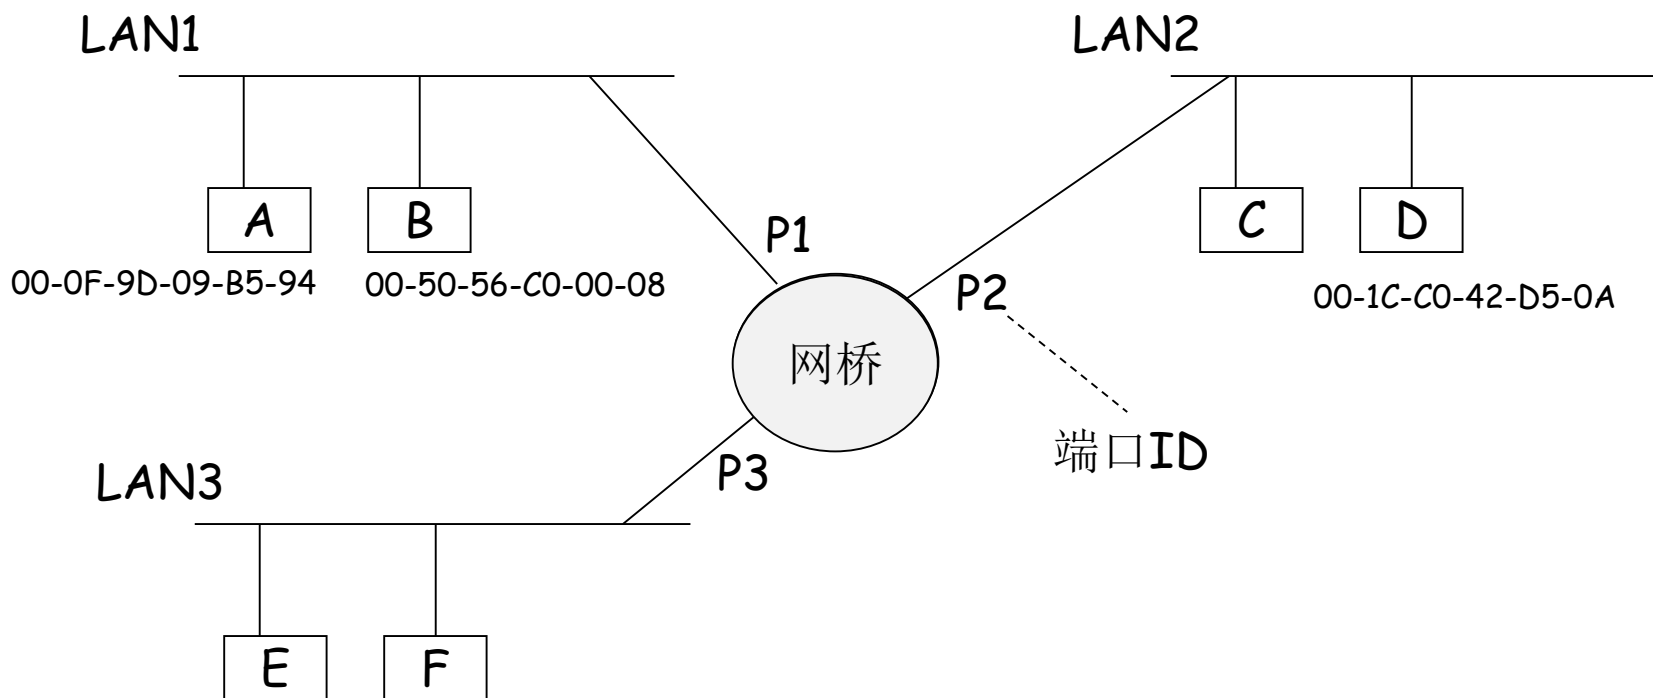 LAN1
LAN2
A
B
C
D
P1
00-0F-9D-09-B5-94
00-50-56-C0-00-08
P2
00-1C-C0-42-D5-0A
网桥
端口ID
P3
LAN3
E
F